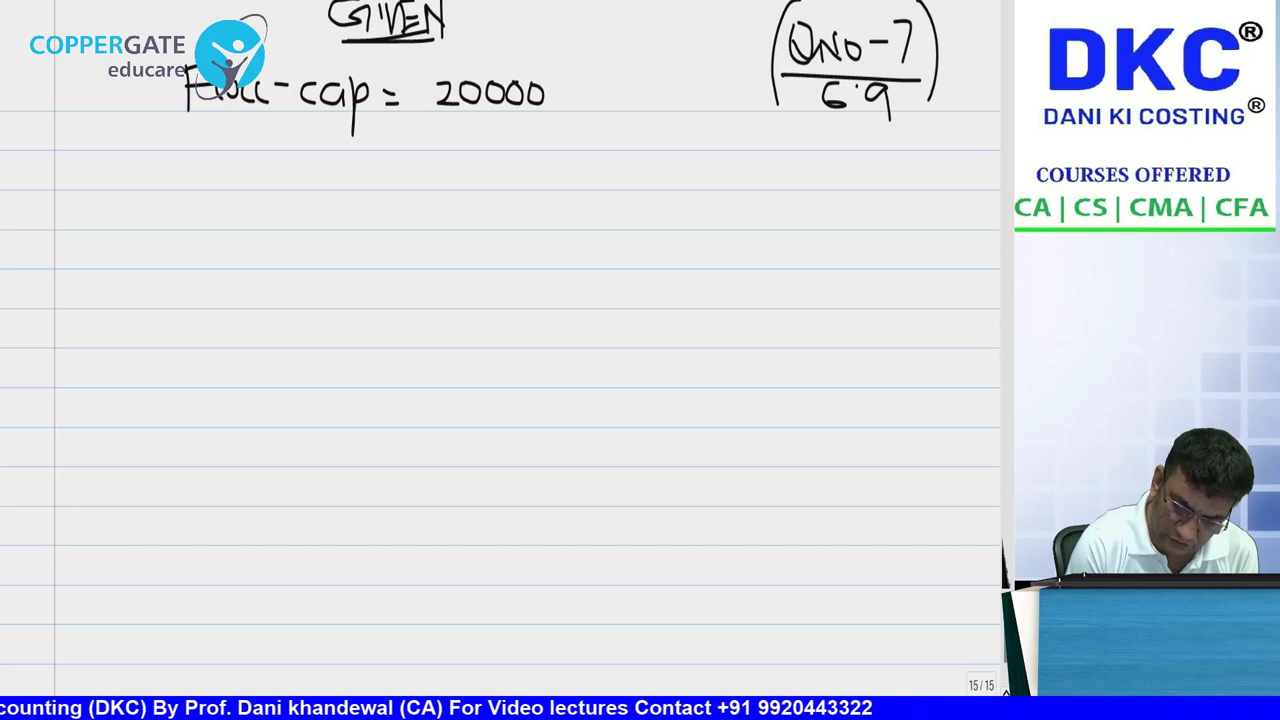 GIVEN
COPPERGATE
educare
-cap = 20000
QNo-7
6.9
DKC®
DANI KI COSTING®
COURSES OFFERED
CA | CS | CMA | CFA
15/15
counting (DKC) By Prof. Dani khandewal (CA) For Video lectures Contact +91 9920443322